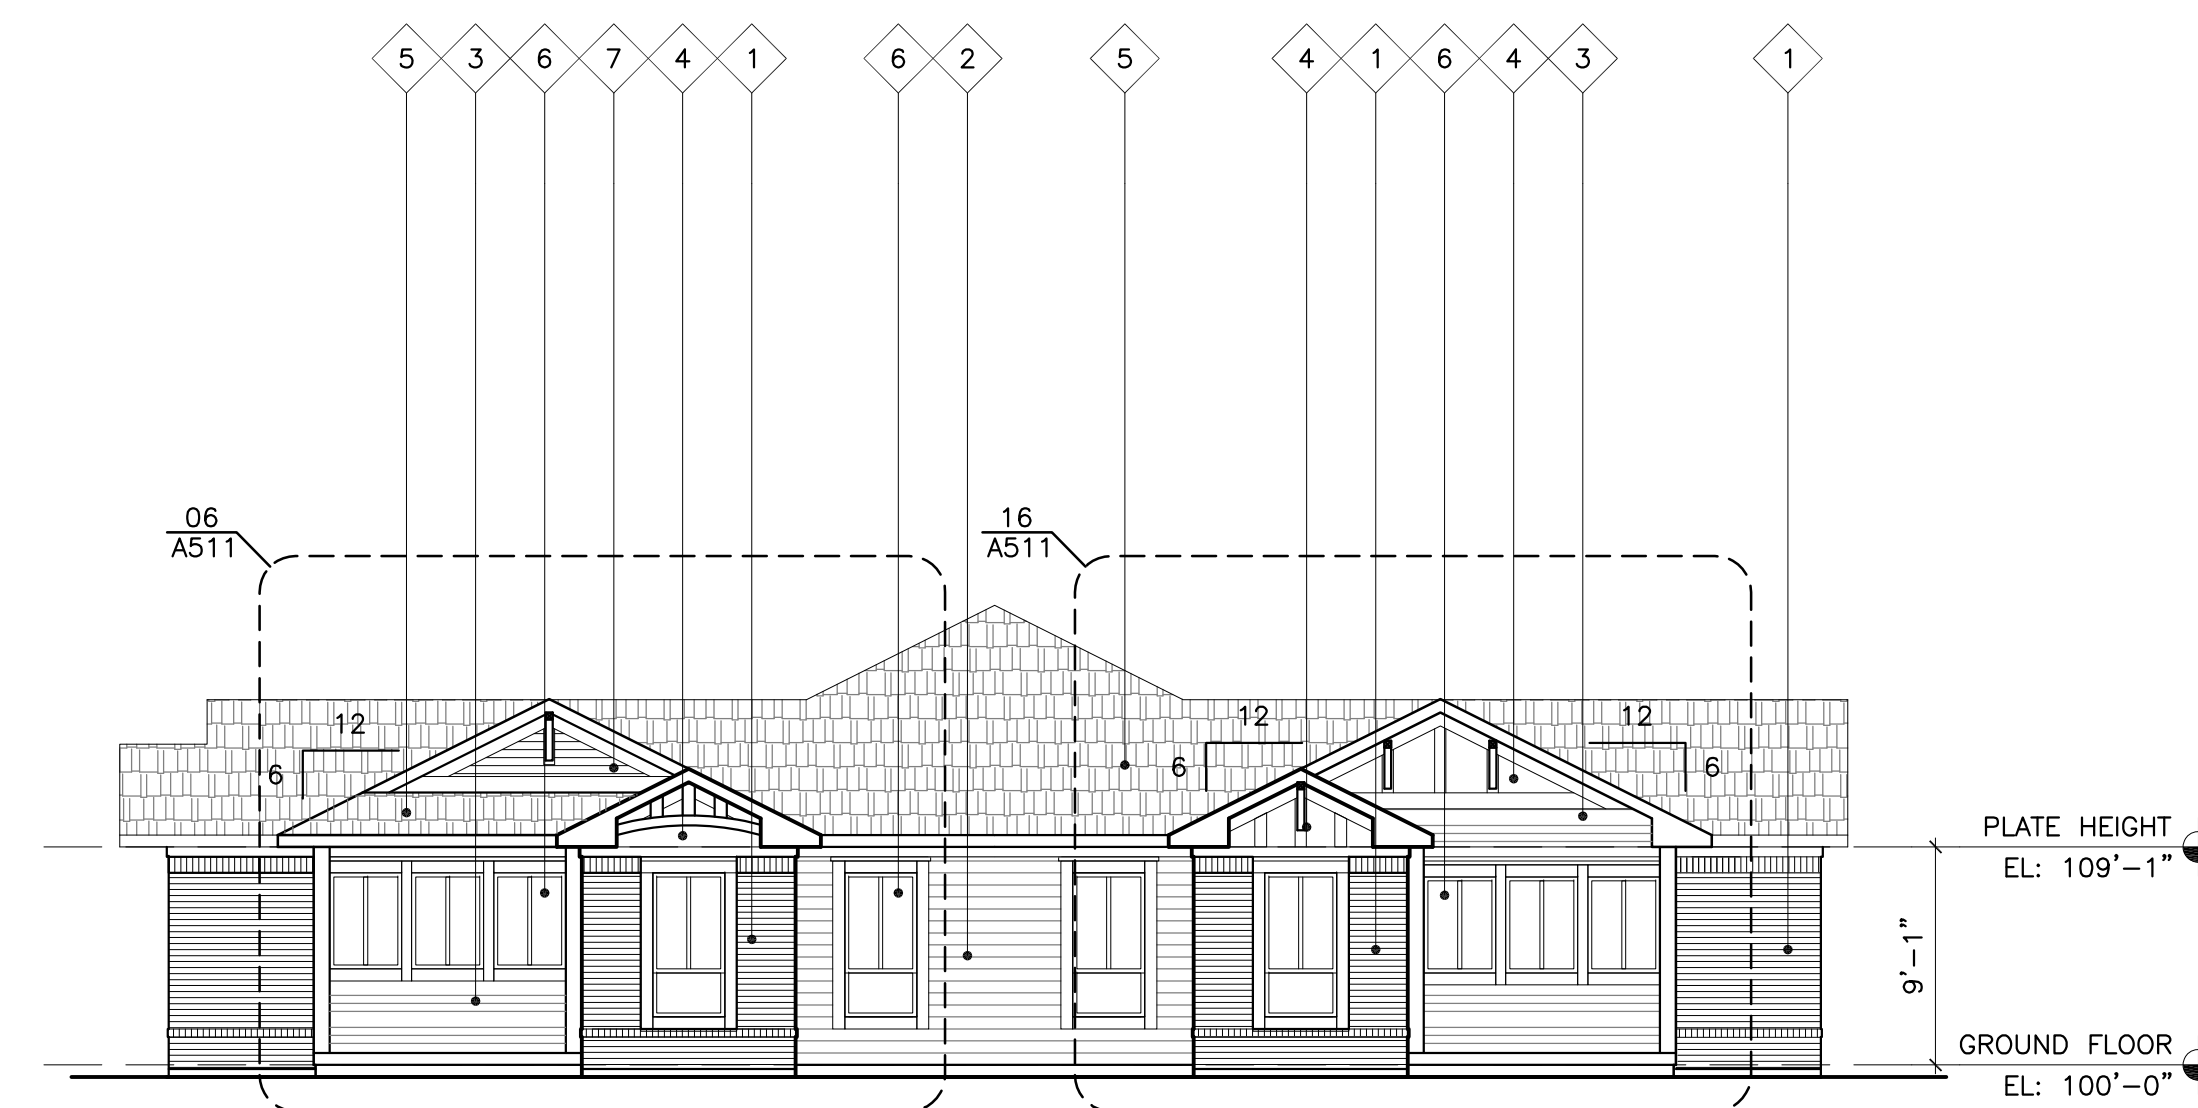 5 3 6 7 4 1 6 2 5 4 1 6 4 3 1
06
A511
16
A511
12
6
12
6
12
6
PLATE HEIGHT
EL: 109'-1"
9'-1"
GROUND FLOOR
EL: 100'-0"